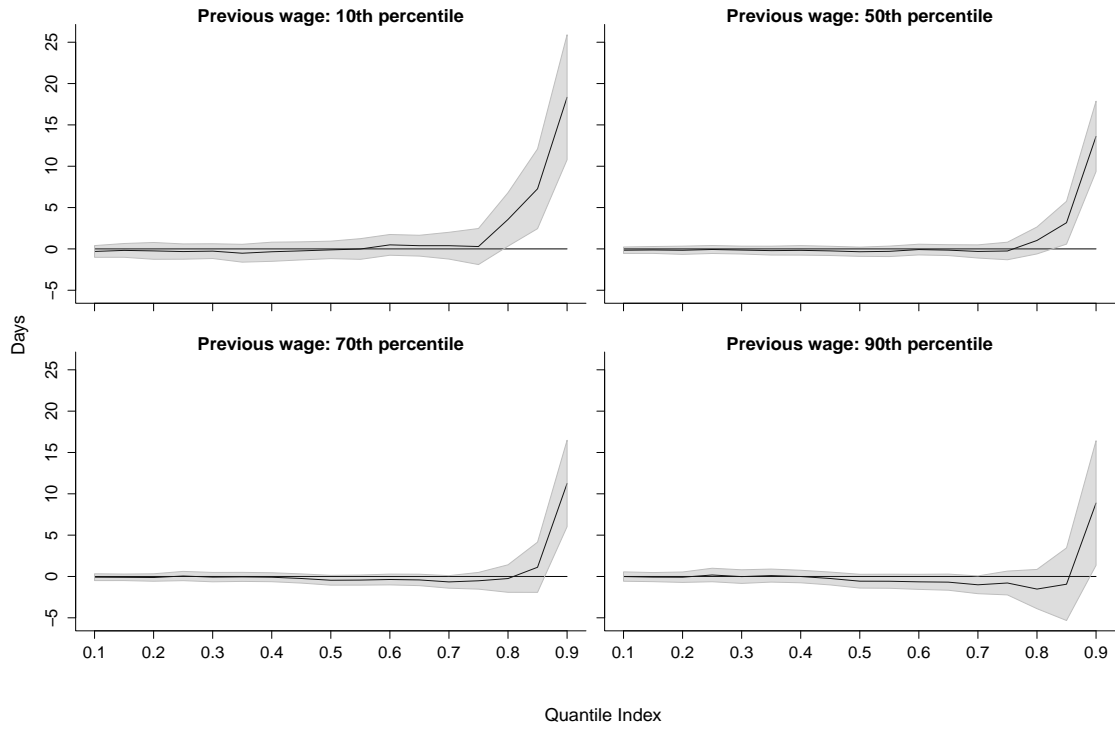 Previous wage: 10th percentile
Previous wage: 50th percentile
25
20
15
10
5
0
−5
Days
Previous wage: 70th percentile
Previous wage: 90th percentile
25
20
15
10
5
0
−5
0.1 0.2 0.3 0.4 0.5 0.6 0.7 0.8 0.9
0.1 0.2 0.3 0.4 0.5 0.6 0.7 0.8 0.9
Quantile Index